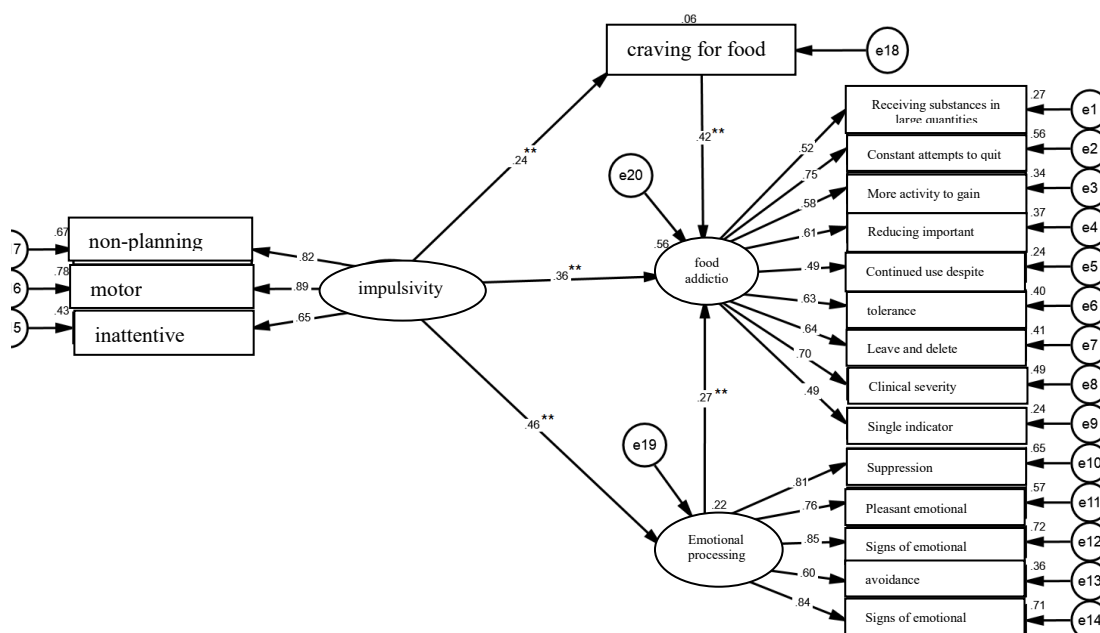 .06
craving for food
e18
.24**
.42**
e20
.56
food
addictio
.36**
impulsivity
.82
.89
.65
.67
non-planning
.78
motor
.43
inattentive
7
6
5
.46**
.27**
e19
.22
Emotional
processing
.52
.75
.58
.61
.49
.63
.64
.70
.49
.81
.76
.85
.60
.84
Receiving substances in
large quantities
.27
e1
Constant attempts to quit
.56
e2
More activity to gain
.34
e3
Reducing important
.37
e4
Continued use despite
.24
e5
tolerance
.40
e6
Leave and delete
.41
e7
Clinical severity
.49
e8
Single indicator
.24
e9
Suppression
.65
e10
Pleasant emotional
.57
e11
Signs of emotional
.72
e12
avoidance
.36
e13
Signs of emotional
.71
e14